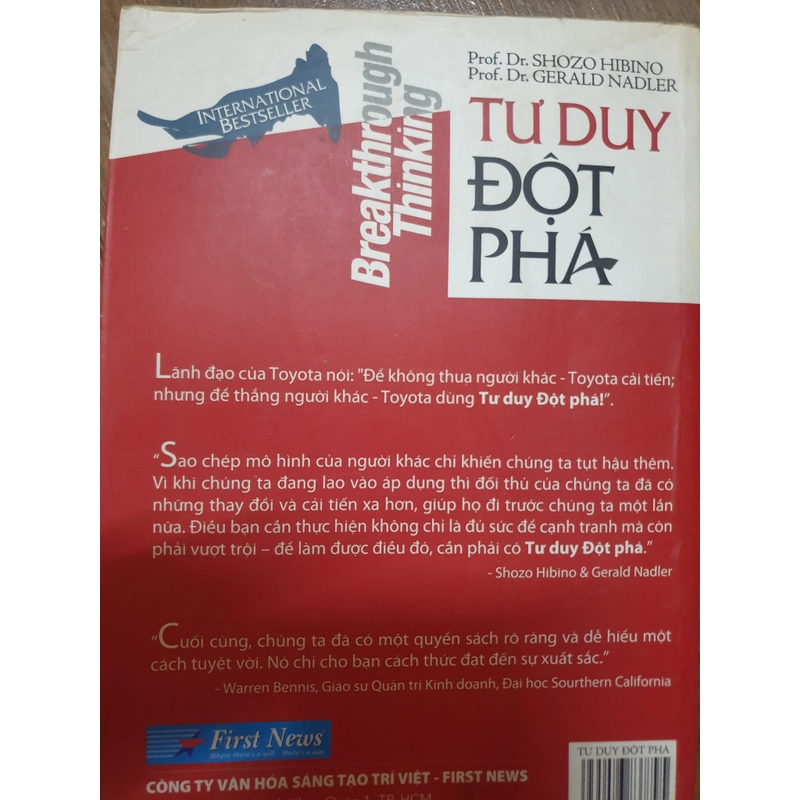 Prof. Dr. SHOZO HIBINO
Prof. Dr. GERALD NADLER
INTERNATIONAL
BESTSELLER
Breakthrough
Thinking
TƯ DUY
ĐỘT
PHÁ
Lãnh đạo của Toyota nói: "Để không thua người khác - Toyota cải tiến;
nhưng để thắng người khác - Toyota dùng Tư duy Đột phá!".
"Sao chép mô hình của người khác chỉ khiến chúng ta tụt hậu thêm.
Vì khi chúng ta đang lao vào áp dụng thì đối thủ của chúng ta đã có
những thay đổi và cải tiến xa hơn, giúp họ đi trước chúng ta một lần
nữa. Điều bạn cần thực hiện không chỉ là đủ sức để cạnh tranh mà còn
phải vượt trội – để làm được điều đó, cần phải có Tư duy Đột phá."
- Shozo Hibino & Gerald Nadler
"Cuối cùng, chúng ta đã có một quyển sách rõ ràng và dễ hiểu một
cách tuyệt vời. Nó chỉ cho bạn cách thức đạt đến sự xuất sắc."
- Warren Bennis, Giáo sư Quản trị Kinh doanh, Đại học Sourthern California
First News
Where there's a will - there's a way
TƯ DUY ĐỘT PHÁ
CÔNG TY VĂN HÓA SÁNG TẠO TRÍ VIỆT - FIRST NEWS
Quận 1, TP. HCM